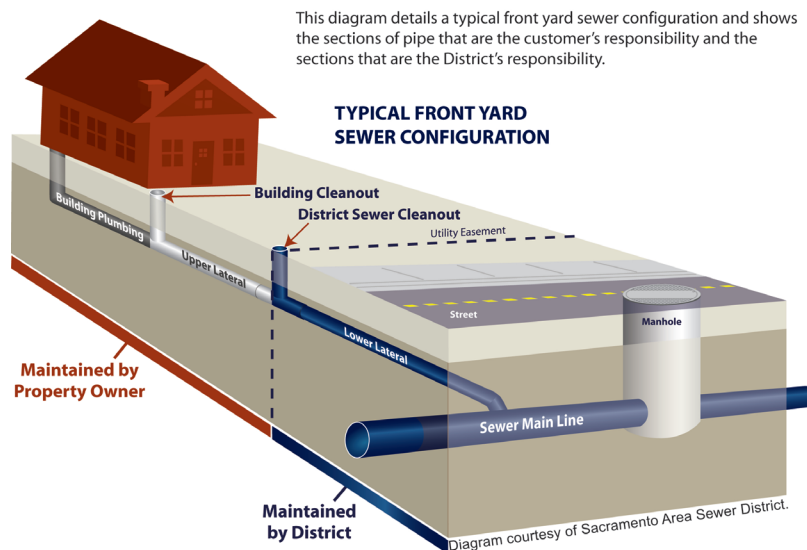 This diagram details a typical front yard sewer configuration and shows
the sections of pipe that are the customer's responsibility and the
sections that are the District's responsibility.
TYPICAL FRONT YARD
SEWER CONFIGURATION
Building Cleanout
District Sewer Cleanout
Building Plumbing
Utility Easement
Upper Lateral
Street
Manhole
Lower Lateral
Maintained by
Property Owner
Sewer Main Line
Maintained
by District
Diagram courtesy of Sacramento Area Sewer District.